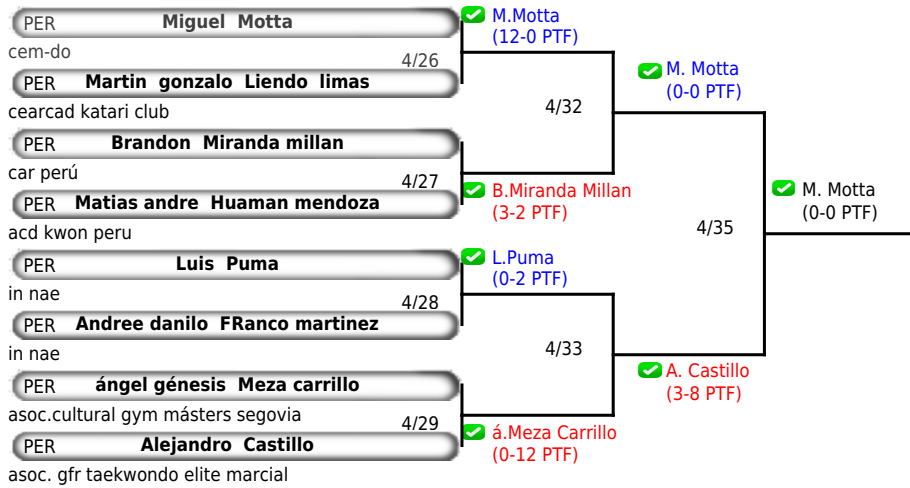 PER Miguel Motta
cem-do
4/26
PER Martin gonzalo Liendo limas
cearcad katari club
PER Brandon Miranda millan
car perú
4/27
PER Matias andre Huaman mendoza
acd kwon peru
PER Luis Puma
in nae
4/28
PER Andree danilo FRanco martinez
in nae
PER ángel génesis Meza carrillo
asoc.cultural gym másters segovia
4/29
PER Alejandro Castillo
asoc. gfr taekwondo elite marcial
M.Motta
(12-0 PTF)
4/32
B.Miranda Millan
(3-2 PTF)
L.Puma
(0-2 PTF)
4/33
á.Meza Carrillo
(0-12 PTF)
M. Motta
(0-0 PTF)
4/35
A. Castillo
(3-8 PTF)
M. Motta
(0-0 PTF)